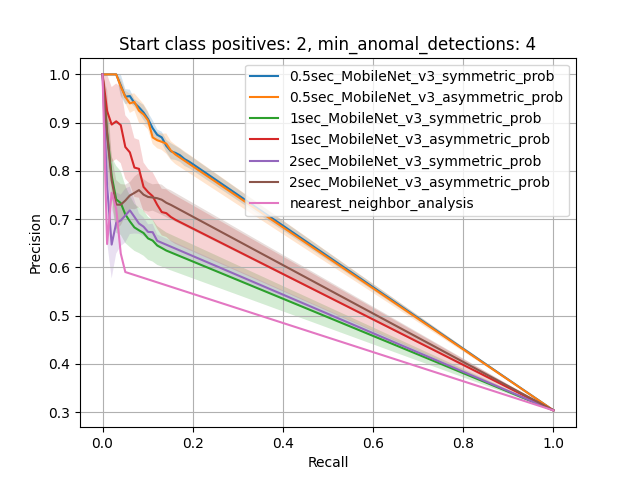 Start class positives: 2, min_anomal_detections: 4
0.5sec_MobileNet_v3_symmetric_prob
0.5sec_MobileNet_v3_asymmetric_prob
1sec_MobileNet_v3_symmetric_prob
1sec_MobileNet_v3_asymmetric_prob
2sec_MobileNet_v3_symmetric_prob
2sec_MobileNet_v3_asymmetric_prob
nearest_neighbor_analysis
Precision
1.0
0.9
0.8
0.7
0.6
0.5
0.4
0.3
0.0 0.2 0.4 0.6 0.8 1.0
Recall